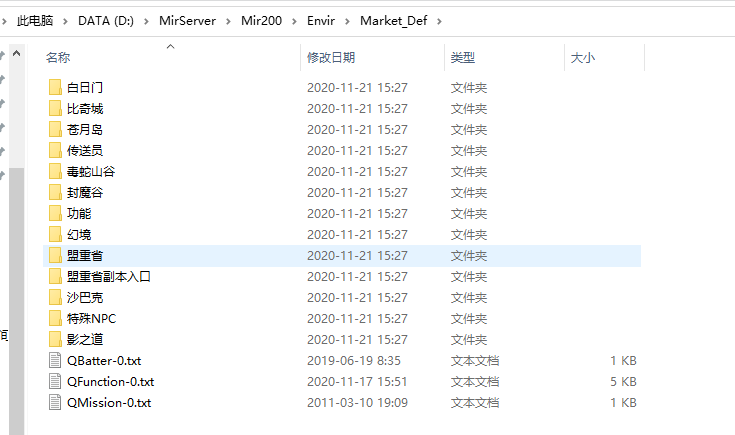 此电脑 > DATA (D:) > MirServer > Mir200 > Envir > Market_Def >
名称 修改日期 类型 大小
白日门 2020-11-21 15:27 文件夹
比奇城 2020-11-21 15:27 文件夹
苍月岛 2020-11-21 15:27 文件夹
传送员 2020-11-21 15:27 文件夹
毒蛇山谷 2020-11-21 15:27 文件夹
封魔谷 2020-11-21 15:27 文件夹
功能 2020-11-21 15:27 文件夹
幻境 2020-11-21 15:27 文件夹
盟重省 2020-11-21 15:27 文件夹
盟重省副本入口 2020-11-21 15:27 文件夹
沙巴克 2020-11-21 15:27 文件夹
特殊NPC 2020-11-21 15:27 文件夹
影之道 2020-11-21 15:27 文件夹
QBatter-0.txt 2019-06-19 8:35 文本文档 1 KB
QFunction-0.txt 2020-11-17 15:51 文本文档 5 KB
QMission-0.txt 2011-03-10 19:09 文本文档 1 KB